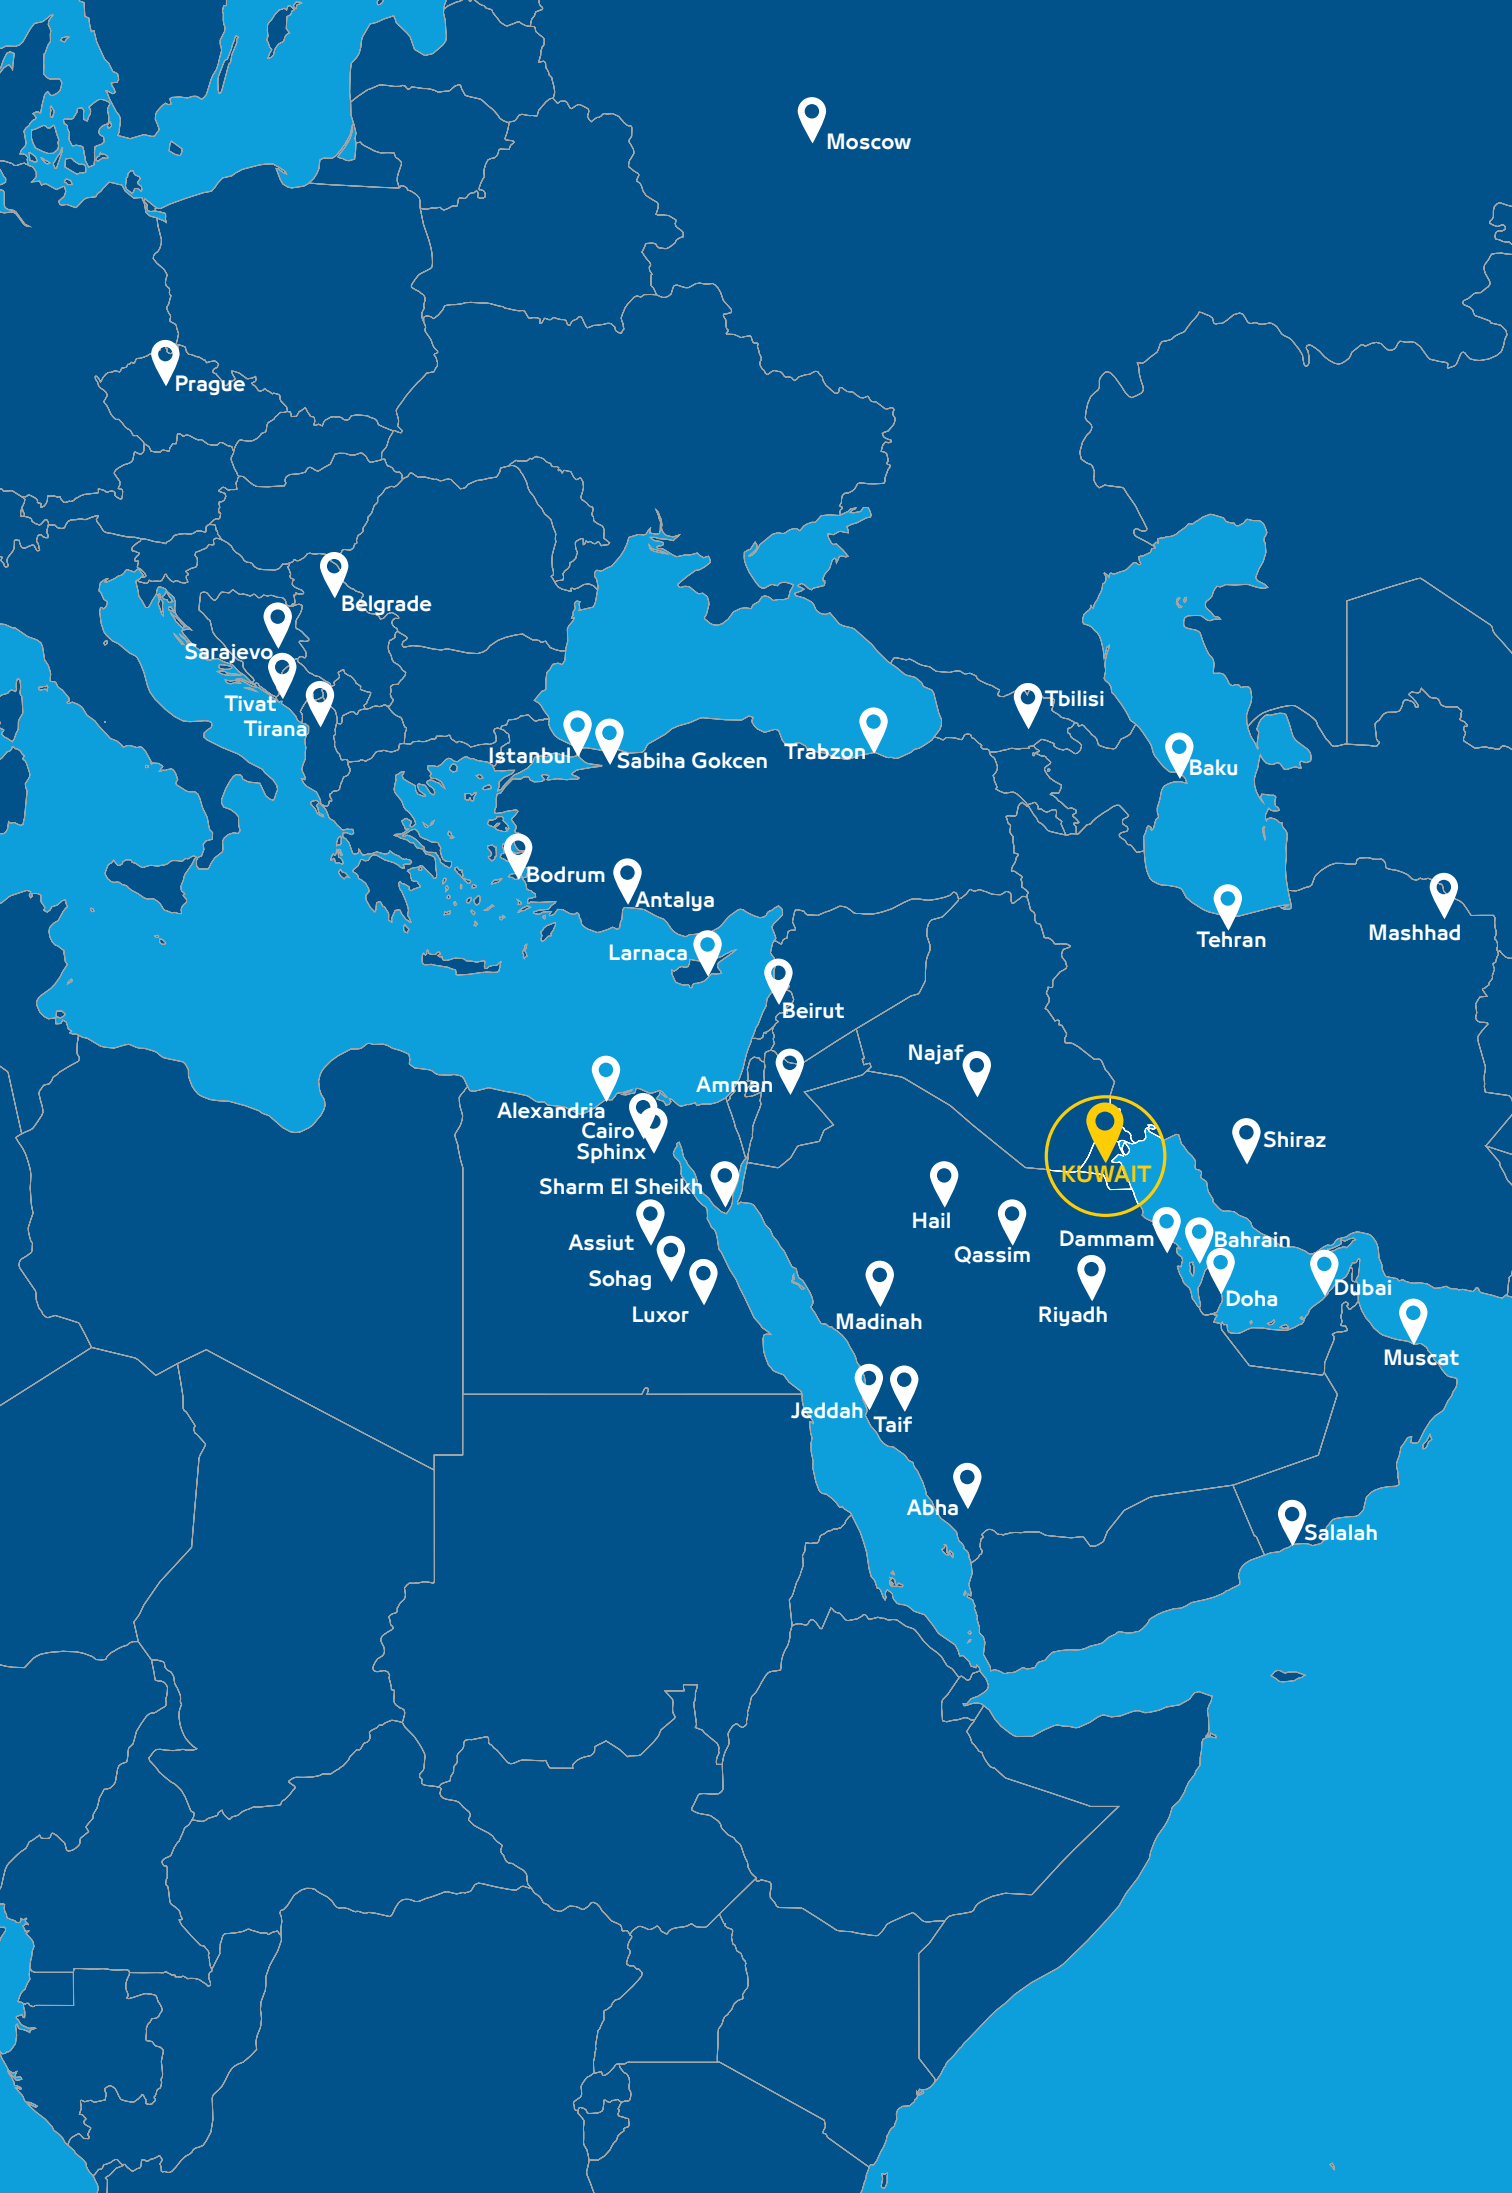 Moscow
Prague
Belgrade
Sarajevo
Tivat
Tirana
Tbilisi
Istanbul
Sabiha Gokcen
Trabzon
Baku
Bodrum
Antalya
Mashhad
Tehran
Larnaca
Beirut
Najaf
Amman
Alexandria
Cairo
Sphinx
Shiraz
KUWAIT
Sharm El Sheikh
Hail
Assiut
Qassim
Dammam
Bahrain
Sohag
Dubai
Doha
Luxor
Madinah
Riyadh
Muscat
Jeddah
Taif
Abha
Salalah